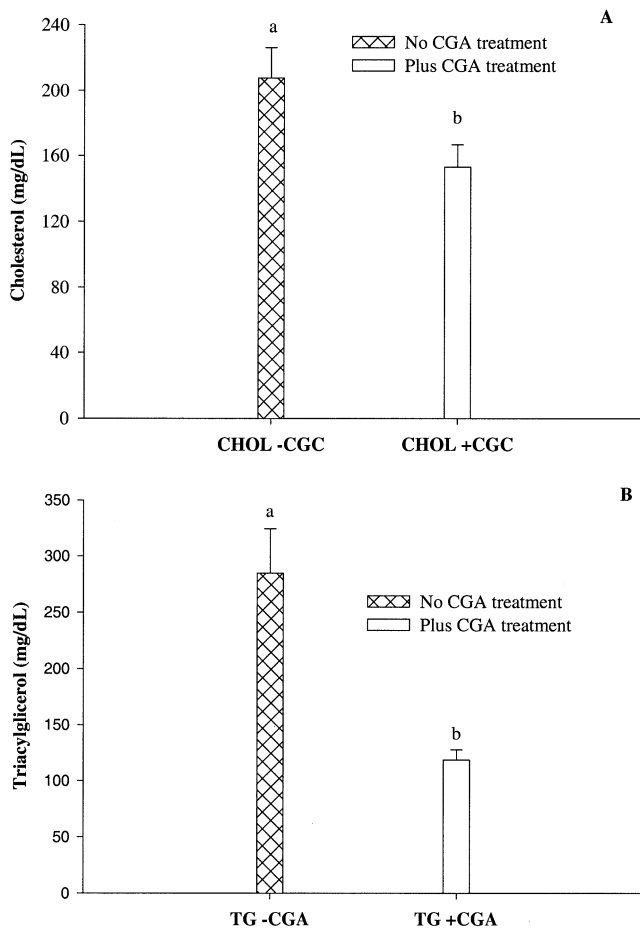 A
240
200
160
120
80
40
0
Cholesterol (mg/dL)
a
b
No CGA treatment
Plus CGA treatment
CHOL -CGC
CHOL +CGC
B
350
300
250
200
150
100
50
0
Triacylglicerol (mg/dL)
a
b
No CGA treatment
Plus CGA treatment
TG -CGA
TG +CGA